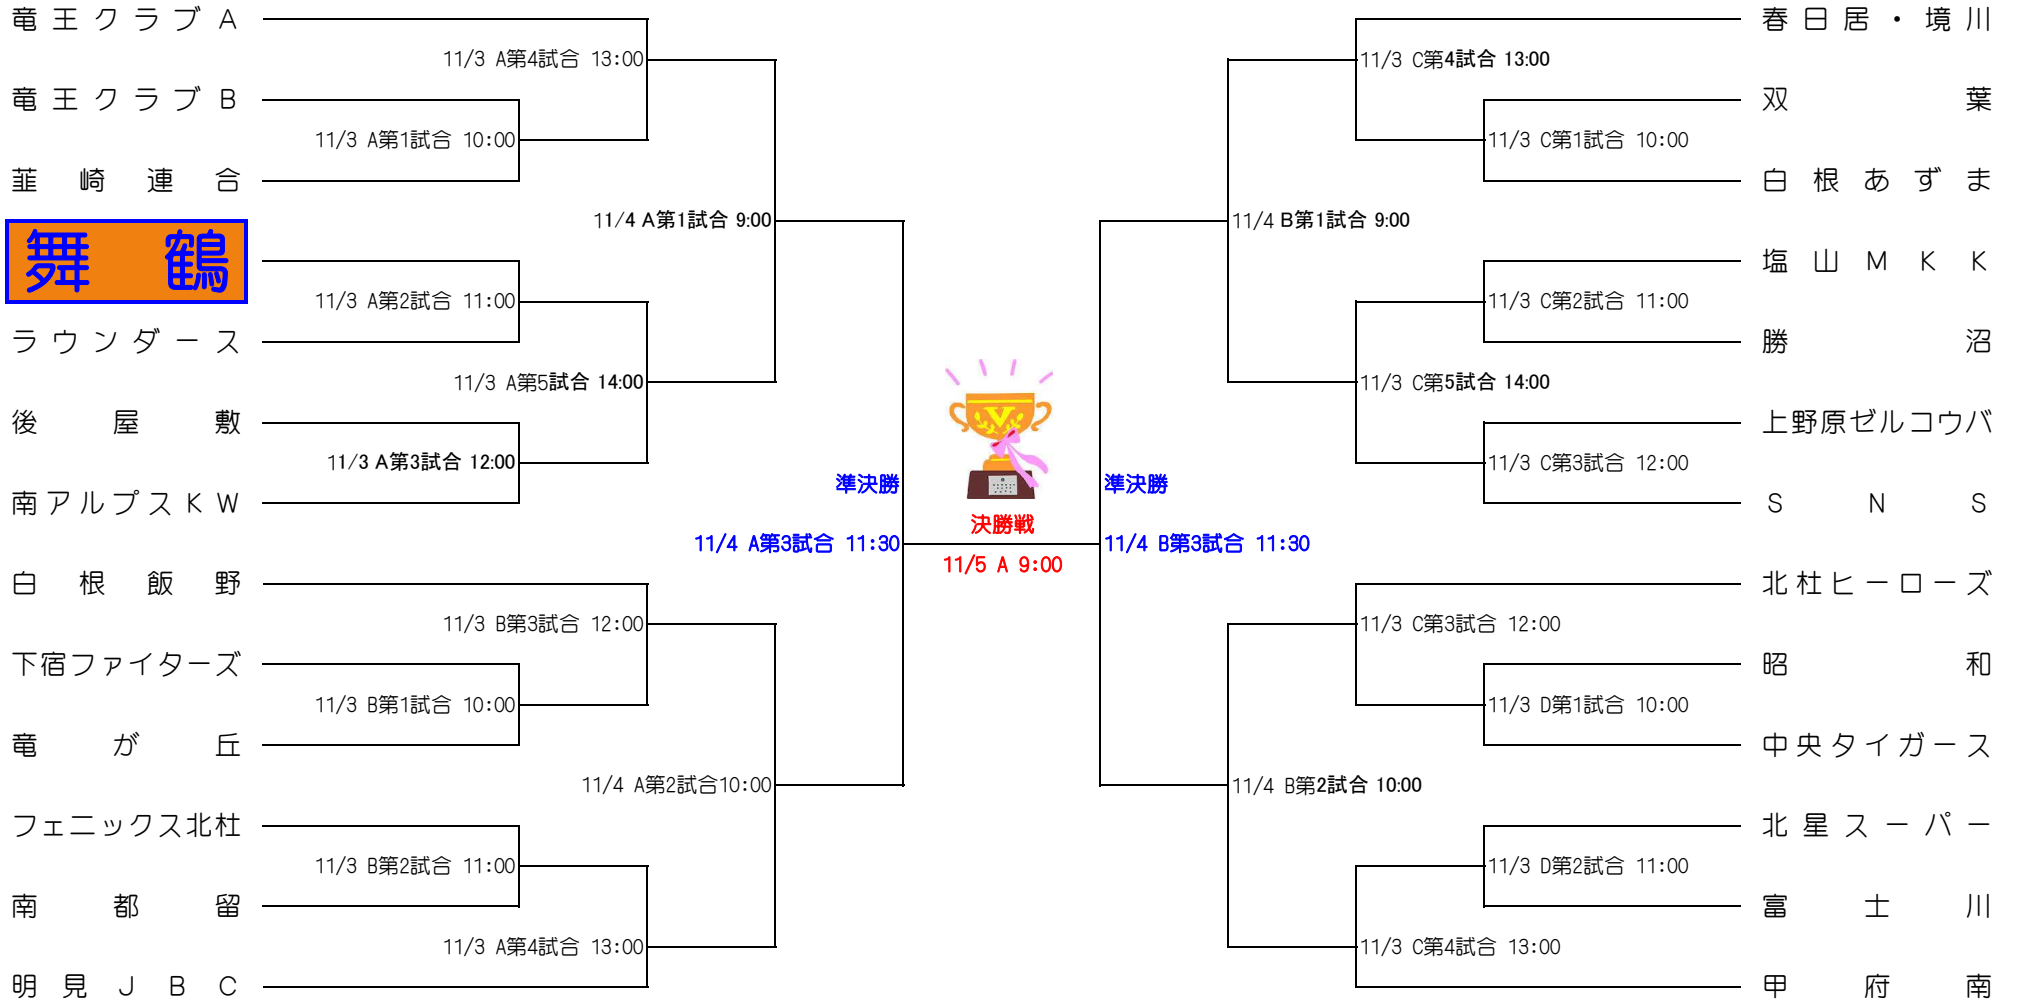 竜王クラブA
11/3 A第4試合 13:00
竜王クラブB
11/3 A第1試合 10:00
韮崎連合
11/4 A第1試合 9:00
舞鶴
11/3 A第2試合 11:00
ラウンダース
11/3 A第5試合 14:00
後屋敷
11/3 A第3試合 12:00
南アルプスKW
準決勝
11/4 A第3試合 11:30
白根飯野
11/3 B第3試合 12:00
下宿ファイターズ
11/3 B第1試合 10:00
竜が丘
11/4 A第2試合10:00
フェニックス北杜
11/3 B第2試合 11:00
南都留
11/3 A第4試合 13:00
明見JBC
V
決勝戦
11/5 A 9:00
春日居・境川
11/3 C第4試合 13:00
双葉
11/3 C第1試合 10:00
白根あずま
11/4 B第1試合 9:00
塩山MKK
11/3 C第2試合 11:00
勝沼
11/3 C第5試合 14:00
上野原ゼルコウバ
11/3 C第3試合 12:00
SNS
準決勝
11/4 B第3試合 11:30
北杜ヒーローズ
11/3 C第3試合 12:00
昭和
11/3 D第1試合 10:00
中央タイガース
11/4 B第2試合 10:00
北星スーパー
11/3 D第2試合 11:00
富士川
11/3 C第4試合 13:00
甲府南